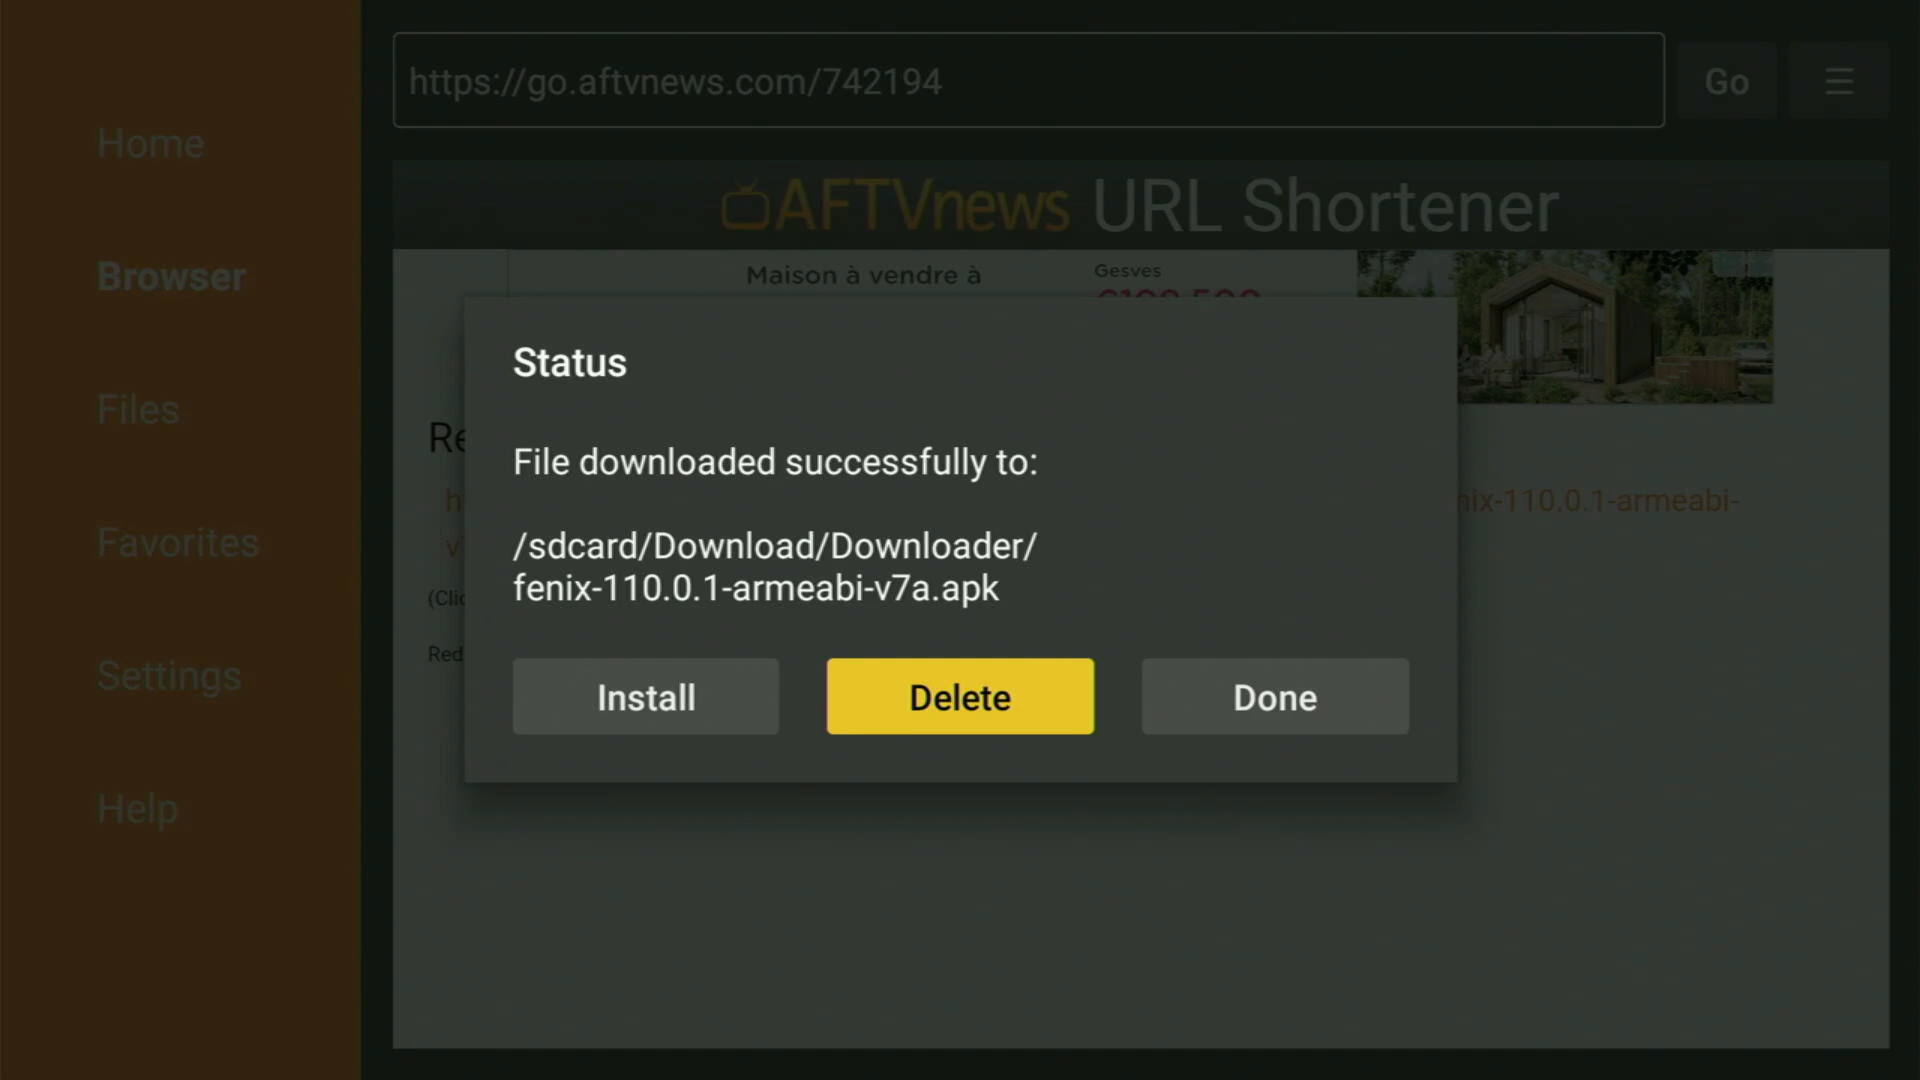 https://go.aftvnews.com/742194
Go
Home
Browser
Files
Favorites
Settings
Help
AFTVnews URL Shortener
Maison à vendre à
Gesves
Status
File downloaded successfully to:
/sdcard/Download/Downloader/
fenix-110.0.1-armeabi-v7a.apk
Install
Delete
Done
nix-110.0.1-armeabi-